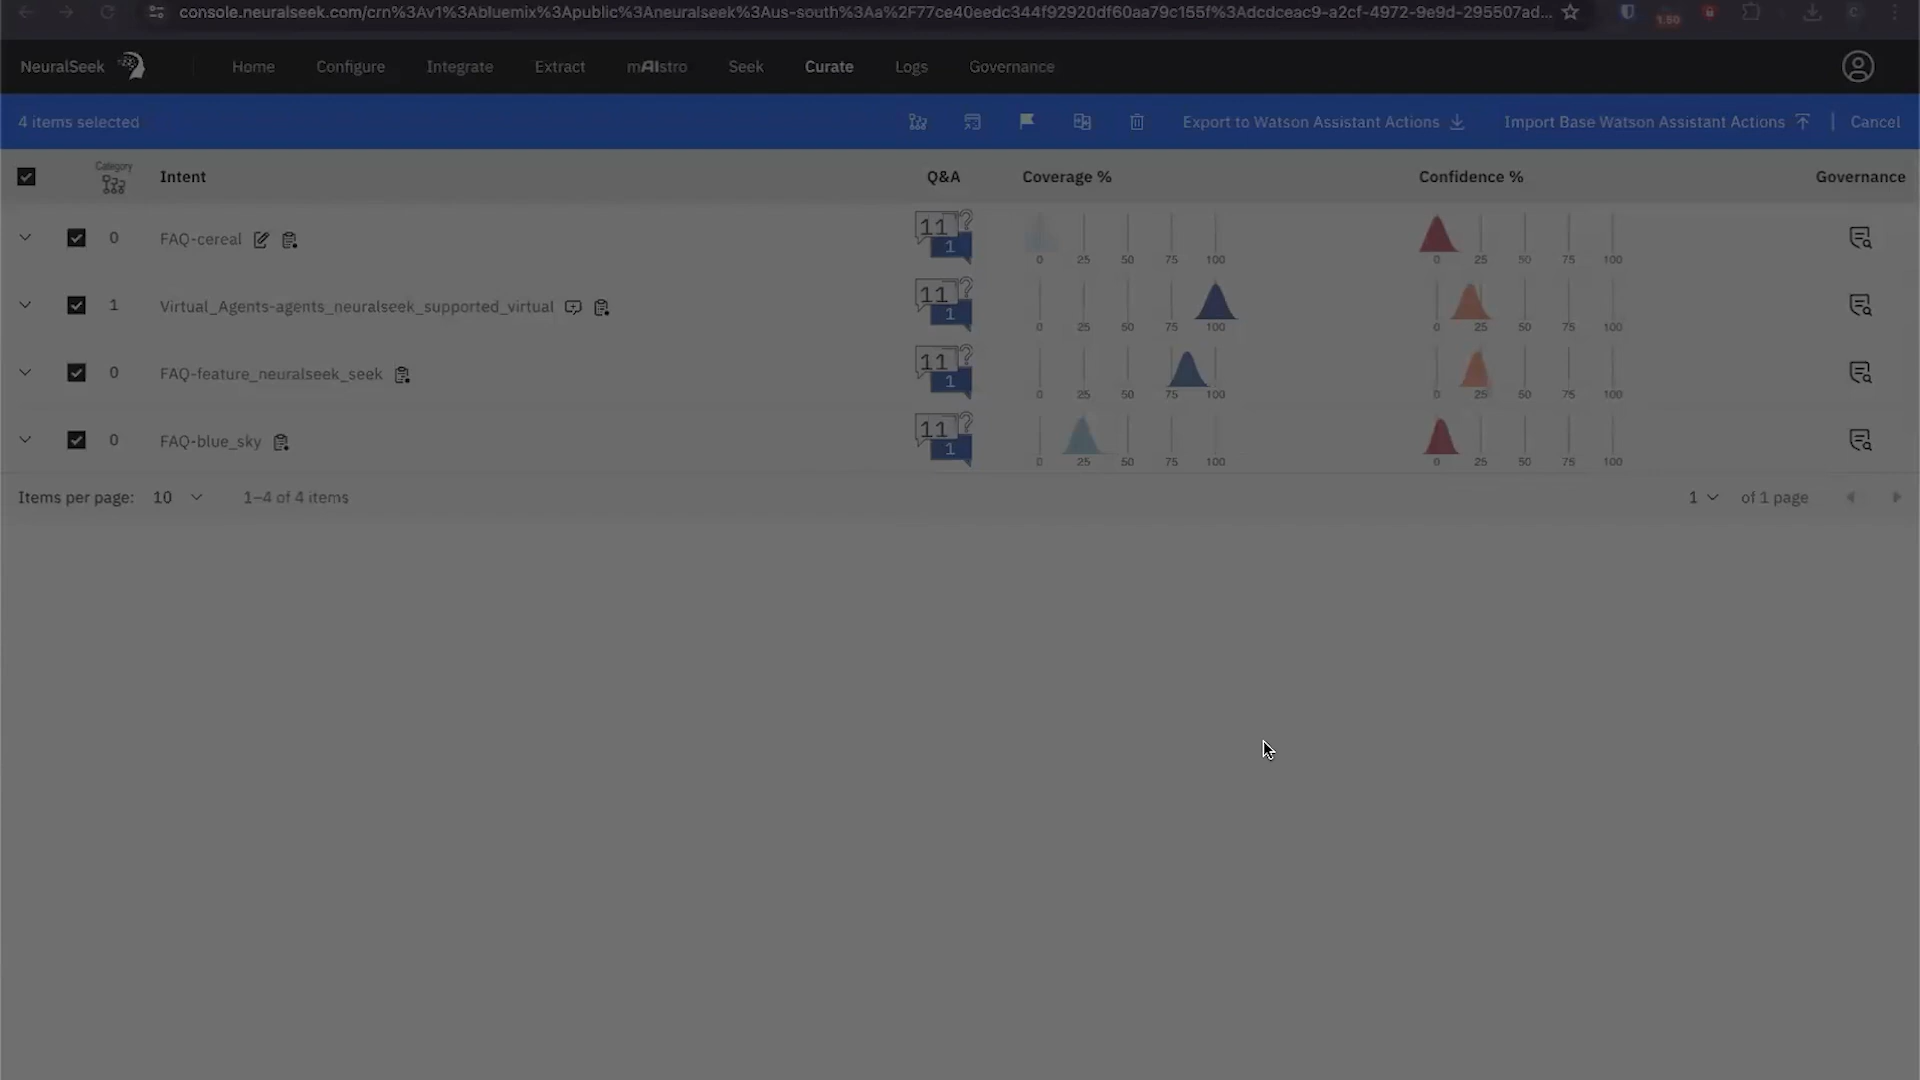 console.neuralseek.com/crn%3Av1%3Abluemix%3Apublic%3Aneuralseek%3Aus-south%3Aa%2F77ce40eedc344f92920df60aa79c155f%3Adcdceac9-a2cf-4972-9e9d-295507ad...
1.50
C
NeuralSeek Home Configure Integrate Extract mAIstro Seek Curate Logs Governance
4 items selected Export to Watson Assistant Actions Import Base Watson Assistant Actions Cancel
Category Intent Q&A Coverage % Confidence % Governance
0 FAQ-cereal 11 ? 1
0 25 50 75 100 0 25 50 75 100
1 Virtual_Agents-agents_neuralseek_supported_virtual 11 ? 1
0 25 50 75 100 0 25 50 75 100
0 FAQ-feature_neuralseek_seek 11 ? 1
0 25 50 75 100 0 25 50 75 100
0 FAQ-blue_sky 11 ? 1
0 25 50 75 100 0 25 50 75 100
Items per page: 10 1–4 of 4 items 1 of 1 page